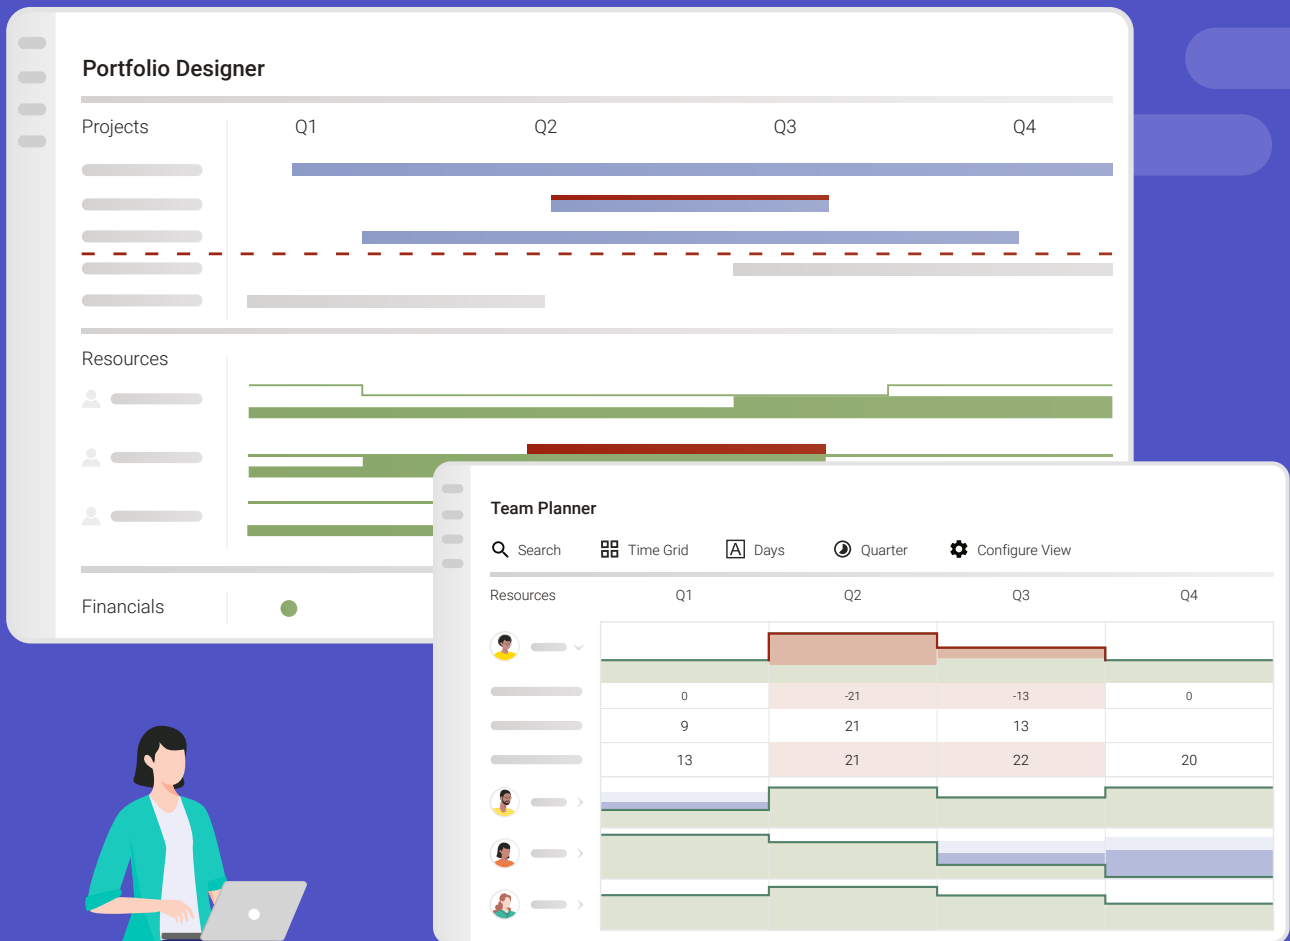 Portfolio Designer
Projects Q1 Q2 Q3 Q4
Resources
Financials
Team Planner
Search Time Grid A Days Quarter Configure View
Resources Q1 Q2 Q3 Q4
0 -21 -13 0
9 21 13
13 21 22 20